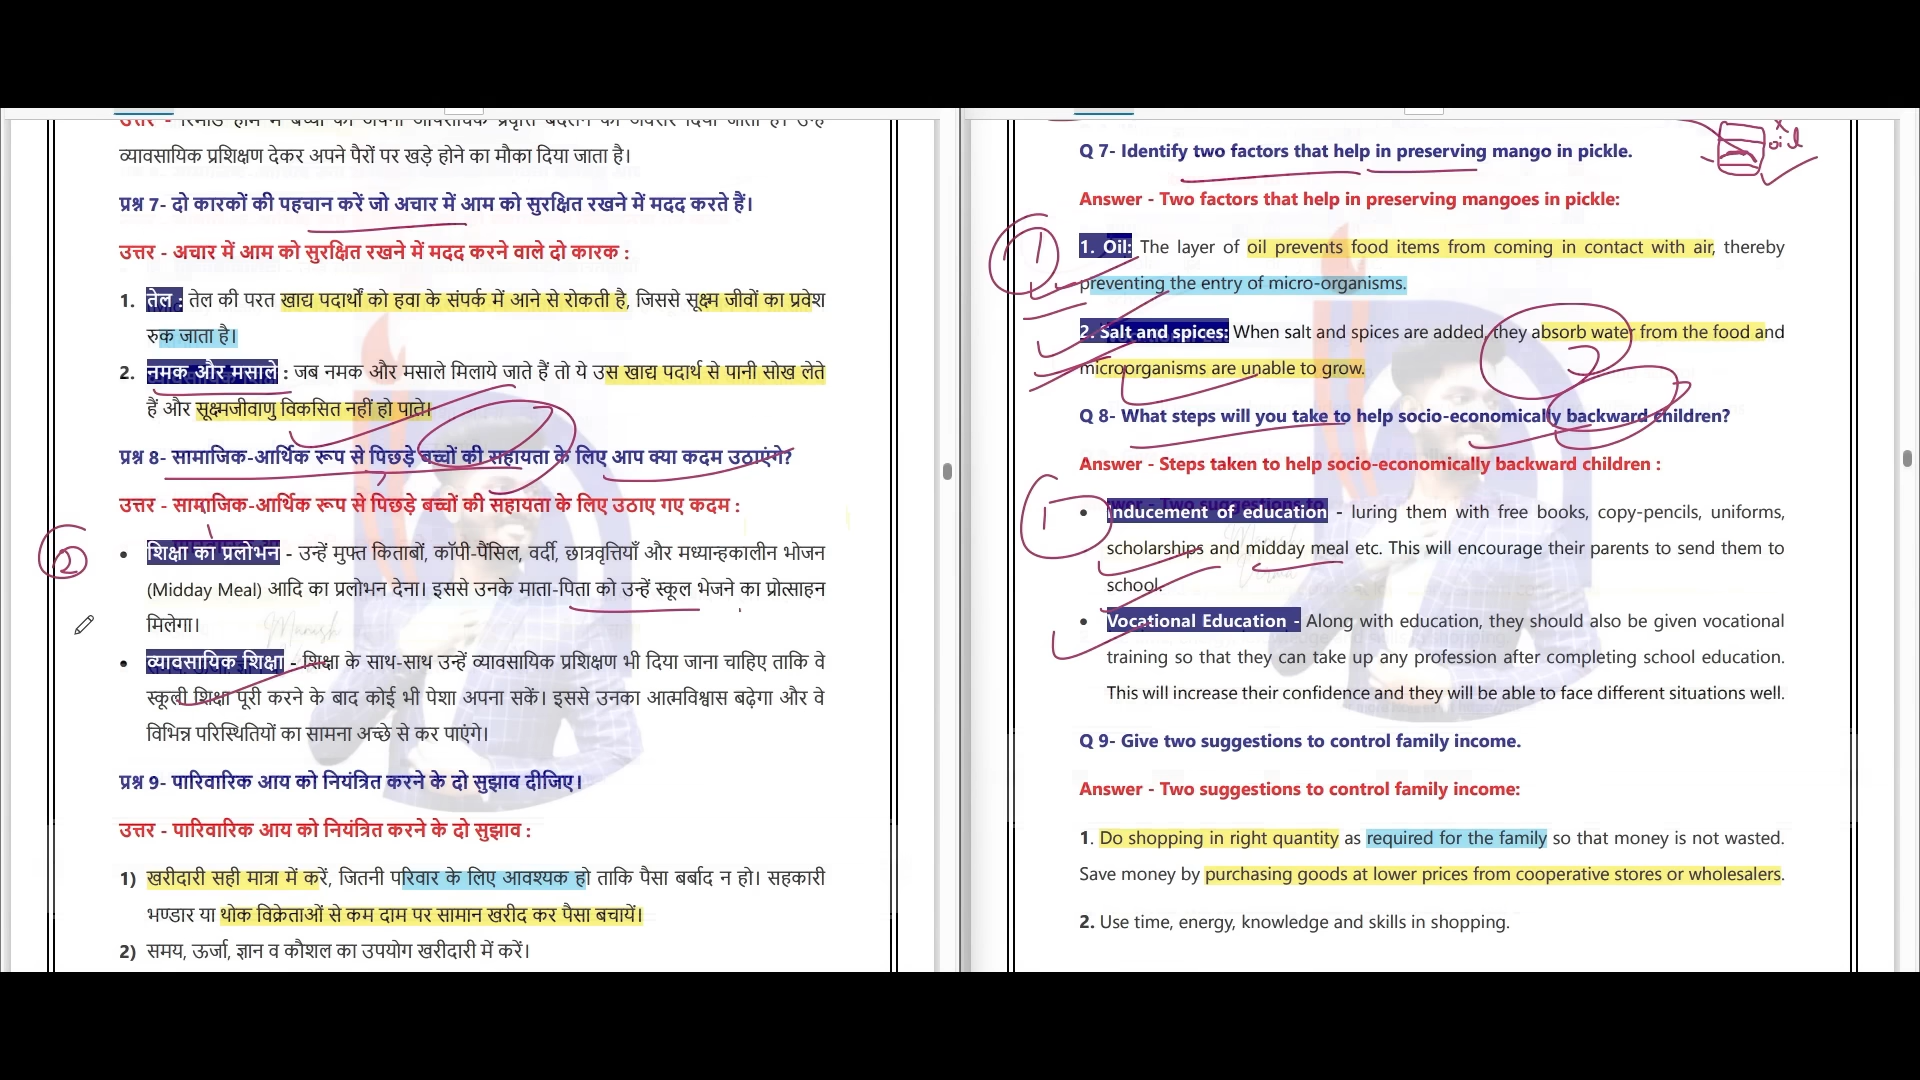 व्यावसायिक प्रशिक्षण देकर अपने पैरों पर खड़े होने का मौका दिया जाता है।
प्रश्न 7- दो कारकों की पहचान करें जो अचार में आम को सुरक्षित रखने में मदद करते हैं।
उत्तर - अचार में आम को सुरक्षित रखने में मदद करने वाले दो कारक :
1. तेल : तेल की परत खाद्य पदार्थों को हवा के संपर्क में आने से रोकती है, जिससे सूक्ष्म जीवों का प्रवेश
रुक जाता है।
2. नमक और मसाले : जब नमक और मसाले मिलाये जाते हैं तो ये उस खाद्य पदार्थ से पानी सोख लेते
हैं और सूक्ष्मजीवाणु विकसित नहीं हो पाते।
प्रश्न 8- सामाजिक-आर्थिक रूप से पिछड़े बच्चों की सहायता के लिए आप क्या कदम उठाएंगे?
उत्तर - सामाजिक-आर्थिक रूप से पिछड़े बच्चों की सहायता के लिए उठाए गए कदम :
2
• शिक्षा का प्रलोभन - उन्हें मुफ्त किताबों, कॉपी-पैंसिल, वर्दी, छात्रवृत्तियाँ और मध्यान्हकालीन भोजन
(Midday Meal) आदि का प्रलोभन देना। इससे उनके माता-पिता को उन्हें स्कूल भेजने का प्रोत्साहन
मिलेगा।
• व्यावसायिक शिक्षा - शिक्षा के साथ-साथ उन्हें व्यावसायिक प्रशिक्षण भी दिया जाना चाहिए ताकि वे
स्कूली शिक्षा पूरी करने के बाद कोई भी पेशा अपना सकें। इससे उनका आत्मविश्वास बढ़ेगा और वे
विभिन्न परिस्थितियों का सामना अच्छे से कर पाएंगे।
प्रश्न 9- पारिवारिक आय को नियंत्रित करने के दो सुझाव दीजिए।
उत्तर - पारिवारिक आय को नियंत्रित करने के दो सुझाव :
1) खरीदारी सही मात्रा में करें, जितनी परिवार के लिए आवश्यक हो ताकि पैसा बर्बाद न हो। सहकारी
भण्डार या थोक विक्रेताओं से कम दाम पर सामान खरीद कर पैसा बचायें।
2) समय, ऊर्जा, ज्ञान व कौशल का उपयोग खरीदारी में करें।
Q 7- Identify two factors that help in preserving mango in pickle.
x
oil
Answer - Two factors that help in preserving mangoes in pickle:
1
1. Oil: The layer of oil prevents food items from coming in contact with air, thereby
preventing the entry of micro-organisms.
2. Salt and spices: When salt and spices are added, they absorb water from the food and
microorganisms are unable to grow.
2
Q 8- What steps will you take to help socio-economically backward children?
Answer - Steps taken to help socio-economically backward children :
1
• Inducement of education - luring them with free books, copy-pencils, uniforms,
scholarships and midday meal etc. This will encourage their parents to send them to
school.
• Vocational Education - Along with education, they should also be given vocational
training so that they can take up any profession after completing school education.
This will increase their confidence and they will be able to face different situations well.
Q 9- Give two suggestions to control family income.
Answer - Two suggestions to control family income:
1. Do shopping in right quantity as required for the family so that money is not wasted.
Save money by purchasing goods at lower prices from cooperative stores or wholesalers.
2. Use time, energy, knowledge and skills in shopping.